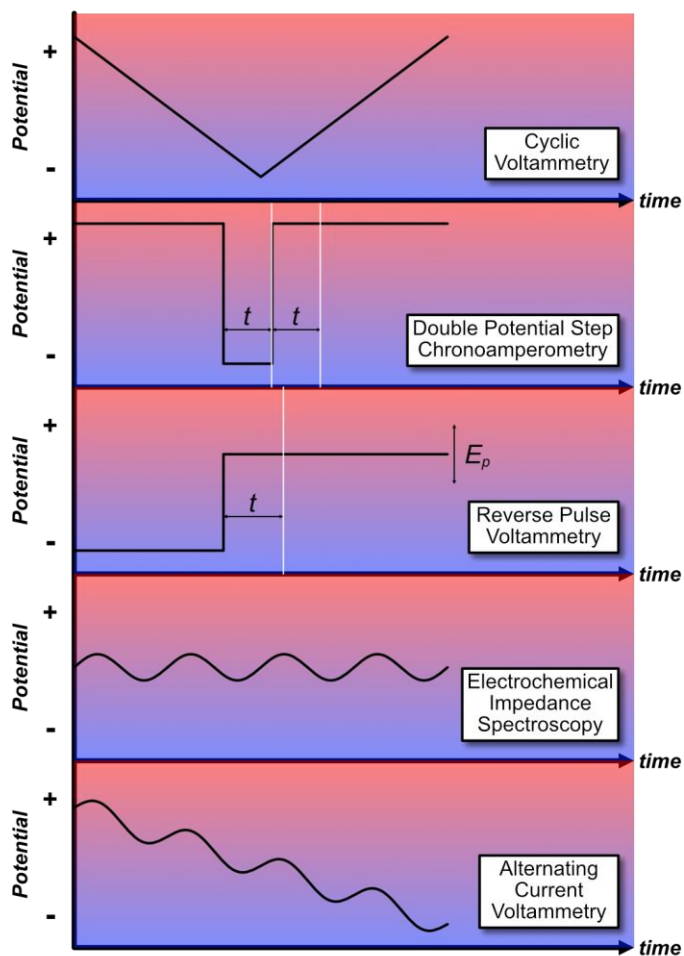 +
Potential
-
Cyclic
Voltammetry
time
+
Potential
-
t
t
Double Potential Step
Chronoamperometry
time
+
Potential
-
E_p
t
Reverse Pulse
Voltammetry
time
+
Potential
-
Electrochemical
Impedance
Spectroscopy
time
+
Potential
-
Alternating
Current
Voltammetry
time